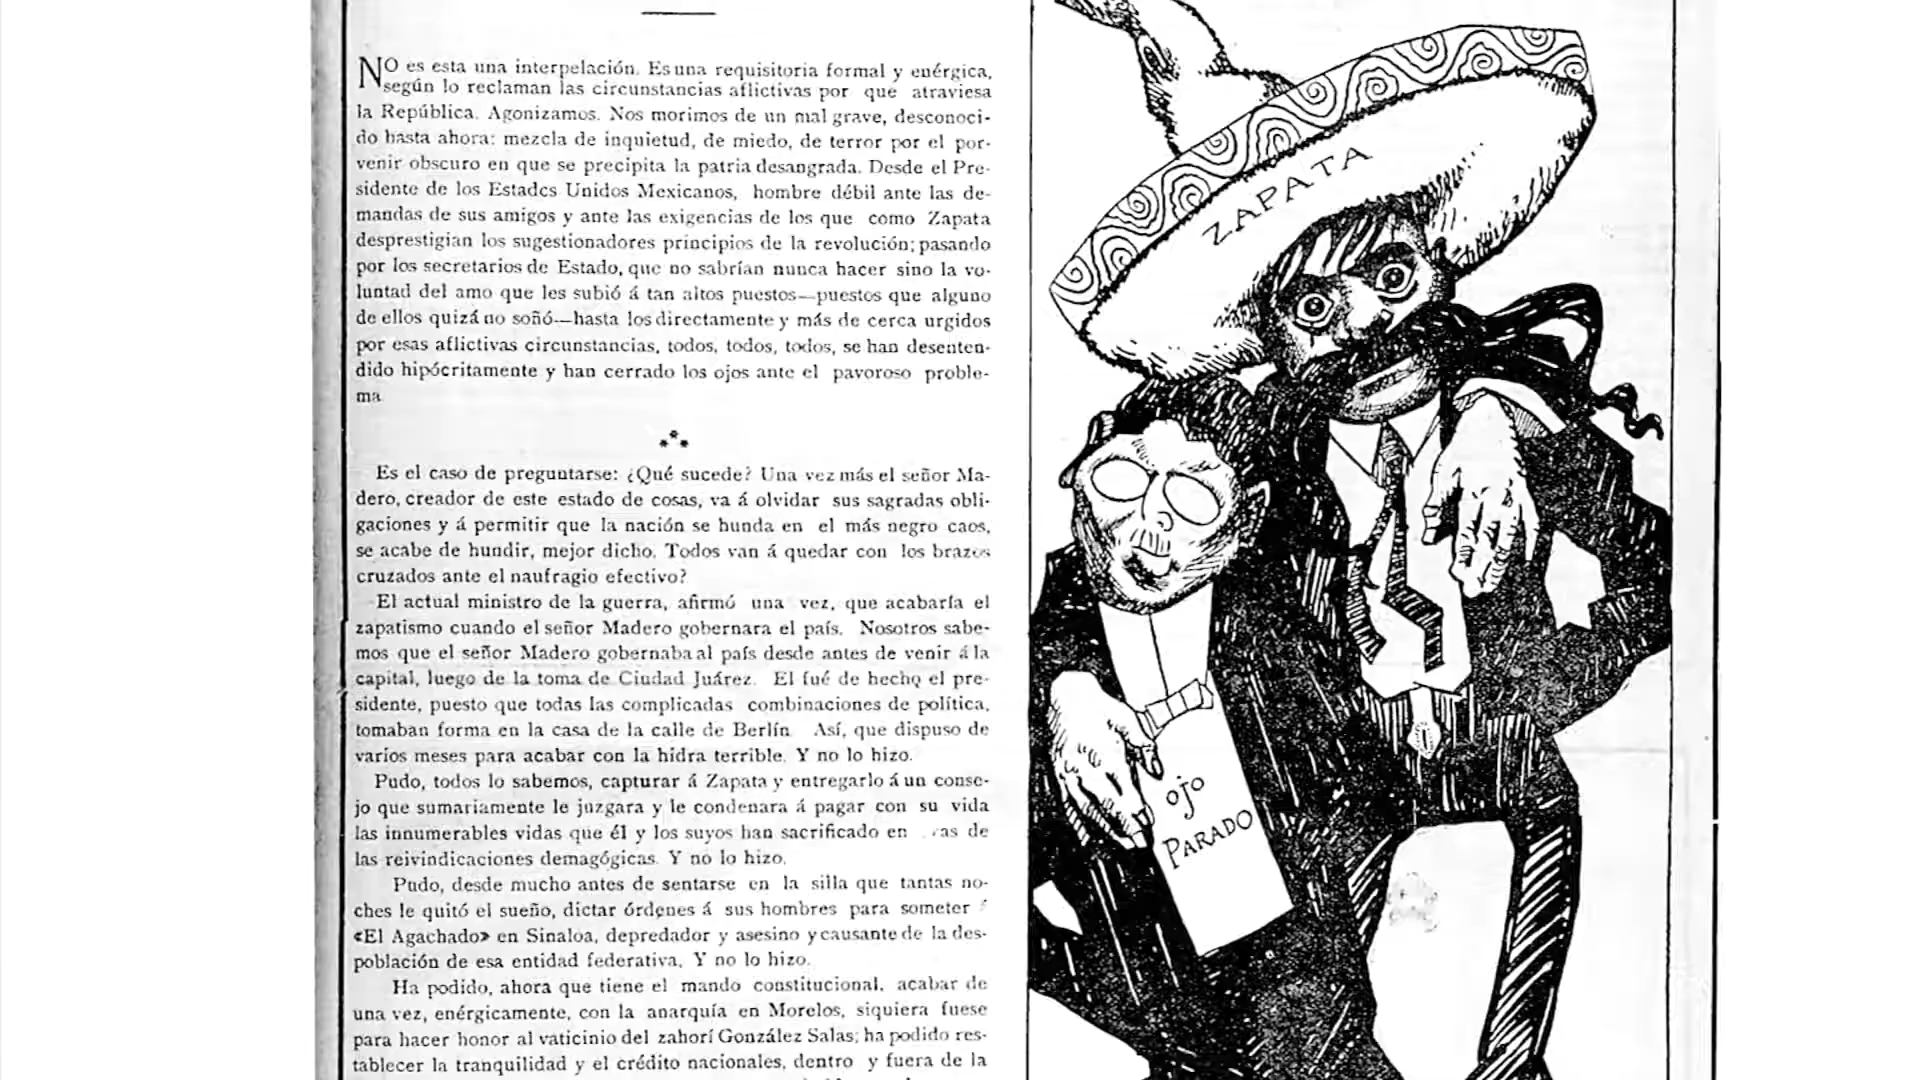 NO es esta una interpelación. Es una requisitoria formal y enérgica,
según lo reclaman las circunstancias aflictivas por que atraviesa
la República. Agonizamos. Nos morimos de un mal grave, desconoci-
do hasta ahora: mezcla de inquietud, de miedo, de terror por el por-
venir obscuro en que se precipita la patria desangrada. Desde el Pre-
sidente de los Estados Unidos Mexicanos, hombre débil ante las de-
mandas de sus amigos y ante las exigencias de los que como Zapata
desprestigian los sugestionadores principios de la revolución; pasando
por los secretarios de Estado, que no sabrían nunca hacer sino la vo-
luntad del amo que les subió á tan altos puestos—puestos que alguno
de ellos quizá no soñó—hasta los directamente y más de cerca urgidos
por esas aflictivas circunstancias, todos, todos, todos, se han desenten-
dido hipócritamente y han cerrado los ojos ante el pavoroso proble-
ma
Es el caso de preguntarse: ¿Qué sucede? Una vez más el señor Ma-
dero, creador de este estado de cosas, va á olvidar sus sagradas obli-
gaciones y á permitir que la nación se hunda en el más negro caos,
se acabe de hundir, mejor dicho. Todos van á quedar con los brazos
cruzados ante el naufragio efectivo?
El actual ministro de la guerra, afirmó una vez, que acabaría el
zapatismo cuando el señor Madero gobernara el país. Nosotros sabe-
mos que el señor Madero gobernaba al país desde antes de venir á la
capital, luego de la toma de Ciudad Juárez. El fué de hecho el pre-
sidente, puesto que todas las complicadas combinaciones de política,
tomaban forma en la casa de la calle de Berlín Así, que dispuso de
varios meses para acabar con la hidra terrible. Y no lo hizo.
Pudo, todos lo sabemos, capturar á Zapata y entregarlo á un conse-
jo que sumariamente le juzgara y le condenara á pagar con su vida
las innumerables vidas que él y los suyos han sacrificado en de
las reivindicaciones demagógicas. Y no lo hizo.
Pudo, desde mucho antes de sentarse en la silla que tantas no-
ches le quitó el sueño, dictar órdenes á sus hombres para someter
«El Agachado» en Sinaloa, depredador y asesino y causante de la des-
población de esa entidad federativa. Y no lo hizo.
Ha podido, ahora que tiene el mando constitucional, acabar de
una vez, enérgicamente, con la anarquía en Morelos, siquiera fuese
para hacer honor al vaticinio del zahorí González Salas; ha podido res-
tablecer la tranquilidad y el crédito nacionales, dentro y fuera de la
ZAPATA
ojo
PARADO